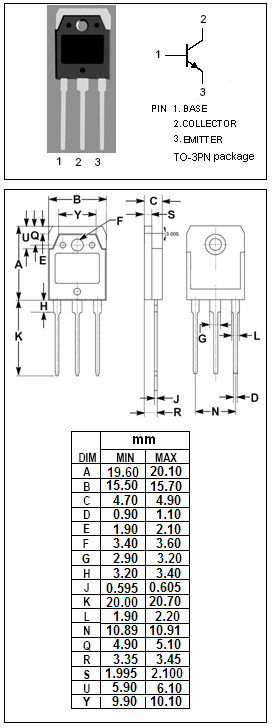 2
1
3
PIN 1. BASE
2. COLLECTOR
3. EMITTER
TO-3PN package
1 2 3
B
C
Y
S
F
U Q
A
E
H
K
G
L
J
D
R
N
mm
DIM MIN MAX
A 19.60 20.10
B 15.50 15.70
C 4.70 4.90
D 0.90 1.10
E 1.90 2.10
F 3.40 3.60
G 2.90 3.20
H 3.20 3.40
J 0.595 0.605
K 20.00 20.70
L 1.90 2.20
N 10.89 10.91
Q 4.90 5.10
R 3.35 3.45
S 1.995 2.100
U 5.90 6.10
Y 9.90 10.10